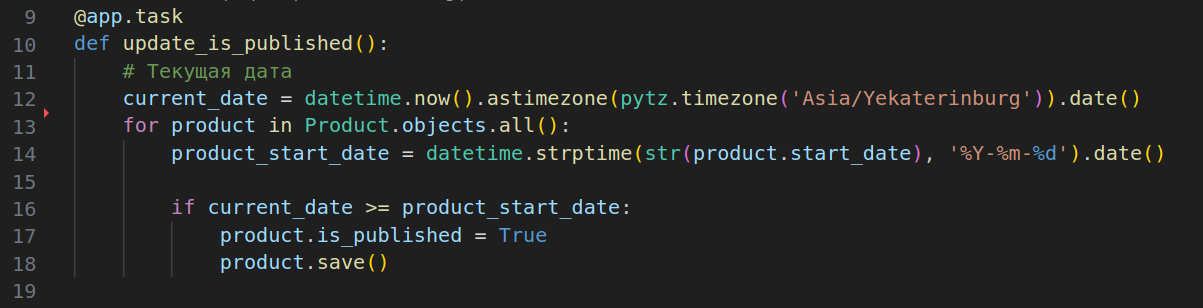 9 @app.task
10 def update_is_published():
11     # Текущая дата
12     current_date = datetime.now().astimezone(pytz.timezone('Asia/Yekaterinburg')).date()
13     for product in Product.objects.all():
14         product_start_date = datetime.strptime(str(product.start_date), '%Y-%m-%d').date()
15
16         if current_date >= product_start_date:
17             product.is_published = True
18             product.save()
19